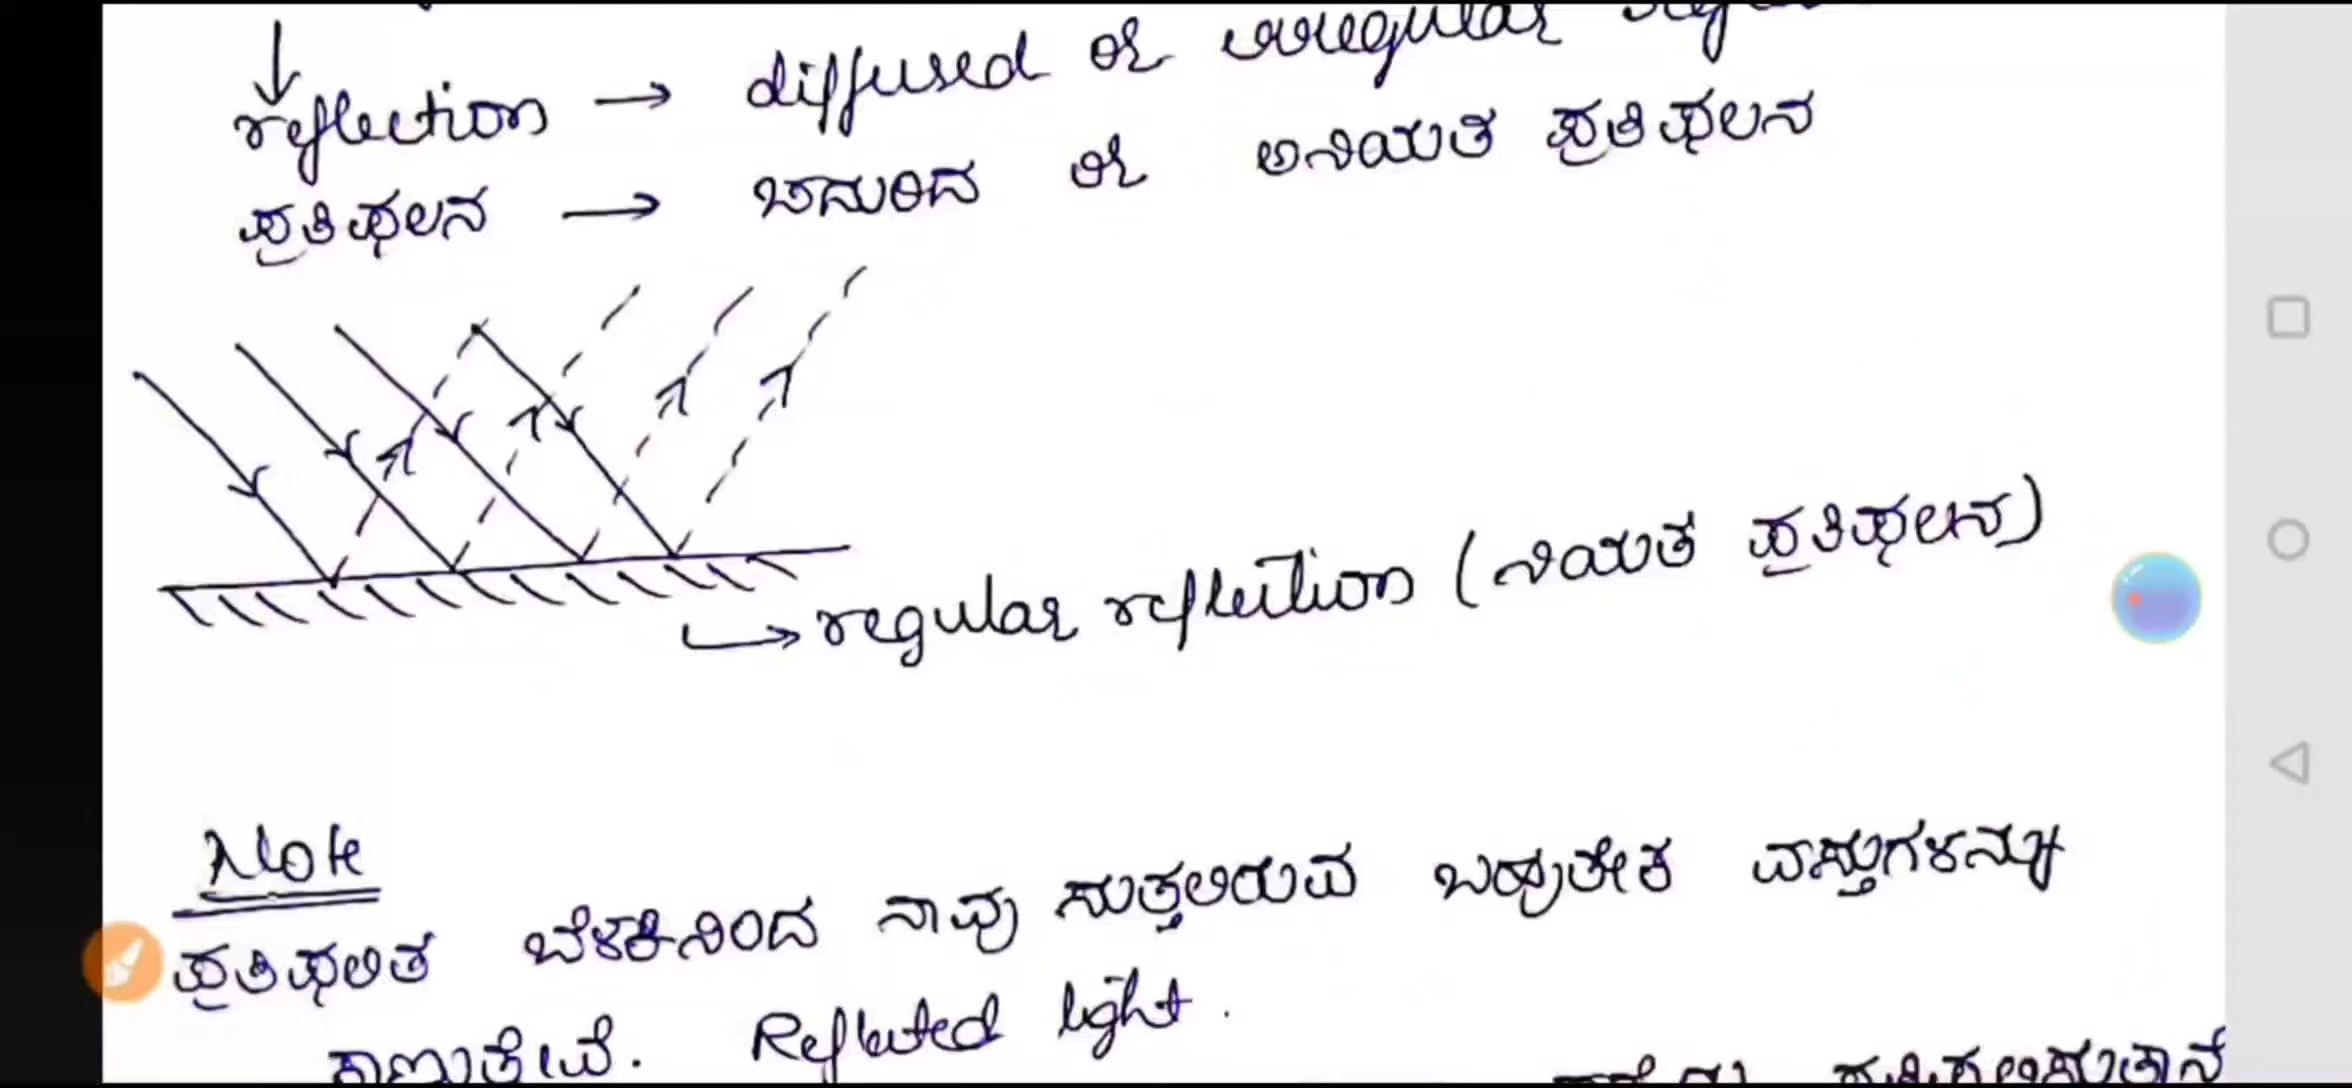 reflection → diffused or irregular
ಪ್ರತಿಫಲನ → ಚದುರಿದ or ಅನಿಯತ ಪ್ರತಿಫಲನ
→ regular reflection (ನಿಯತ ಪ್ರತಿಫಲನ)
Note
ಪ್ರತಿಫಲಿತ ಬೆಳಕಿನಿಂದ ನಾವು ಸುತ್ತಲಿರುವ ಬಹುತೇಕ ವಸ್ತುಗಳನ್ನು
ಕಾಣುತ್ತೇವೆ. Reflected light.